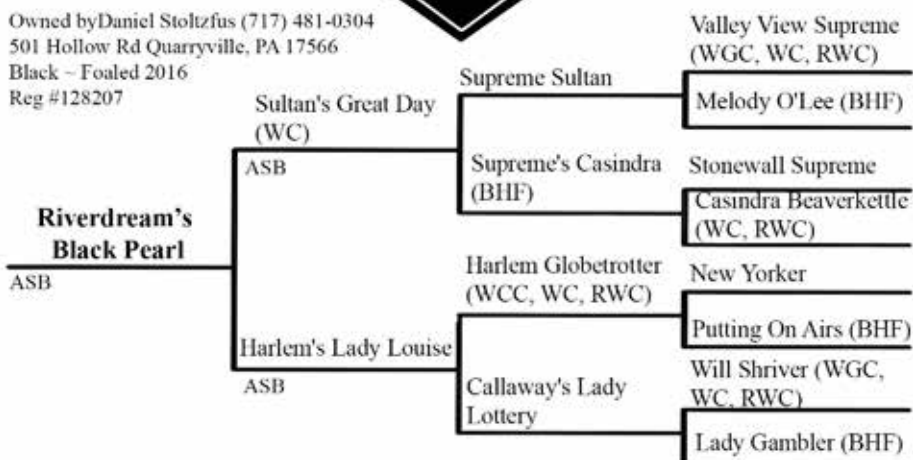 Owned byDaniel Stoltzfus (717) 481-0304
501 Hollow Rd Quarryville, PA 17566
Black ~ Foaled 2016
Reg #128207
Riverdream's
Black Pearl
ASB
Sultan's Great Day
(WC)
ASB
Harlem's Lady Louise
ASB
Supreme Sultan
Supreme's Casindra
(BHF)
Harlem Globetrotter
(WCC, WC, RWC)
Callaway's Lady
Lottery
Valley View Supreme
(WGC, WC, RWC)
Melody O'Lee (BHF)
Stonewall Supreme
Casindra Beaverkettle
(WC, RWC)
New Yorker
Putting On Airs (BHF)
Will Shriver (WGC,
WC, RWC)
Lady Gambler (BHF)